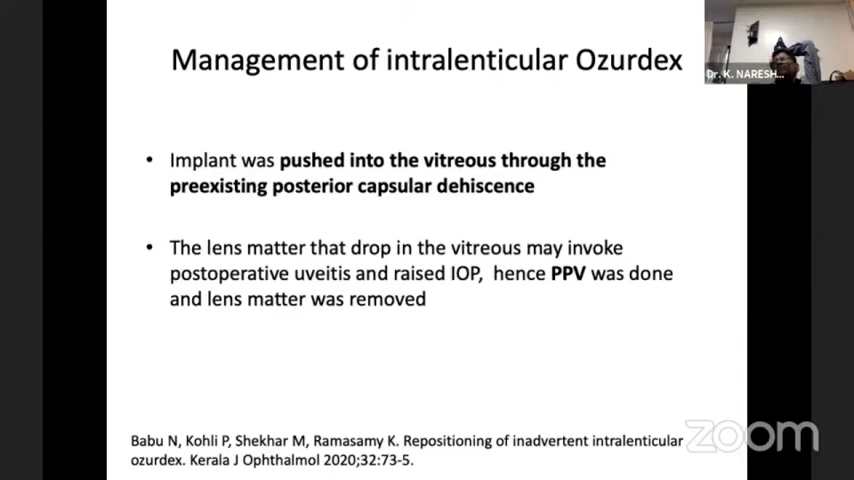 Management of intralenticular Ozurdex
Dr. K. NARESH...
• Implant was pushed into the vitreous through the
preexisting posterior capsular dehiscence
• The lens matter that drop in the vitreous may invoke
postoperative uveitis and raised IOP, hence PPV was done
and lens matter was removed
Babu N, Kohli P, Shekhar M, Ramasamy K. Repositioning of inadvertent intralenticular
ozurdex. Kerala J Ophthalmol 2020;32:73-5.
zoom